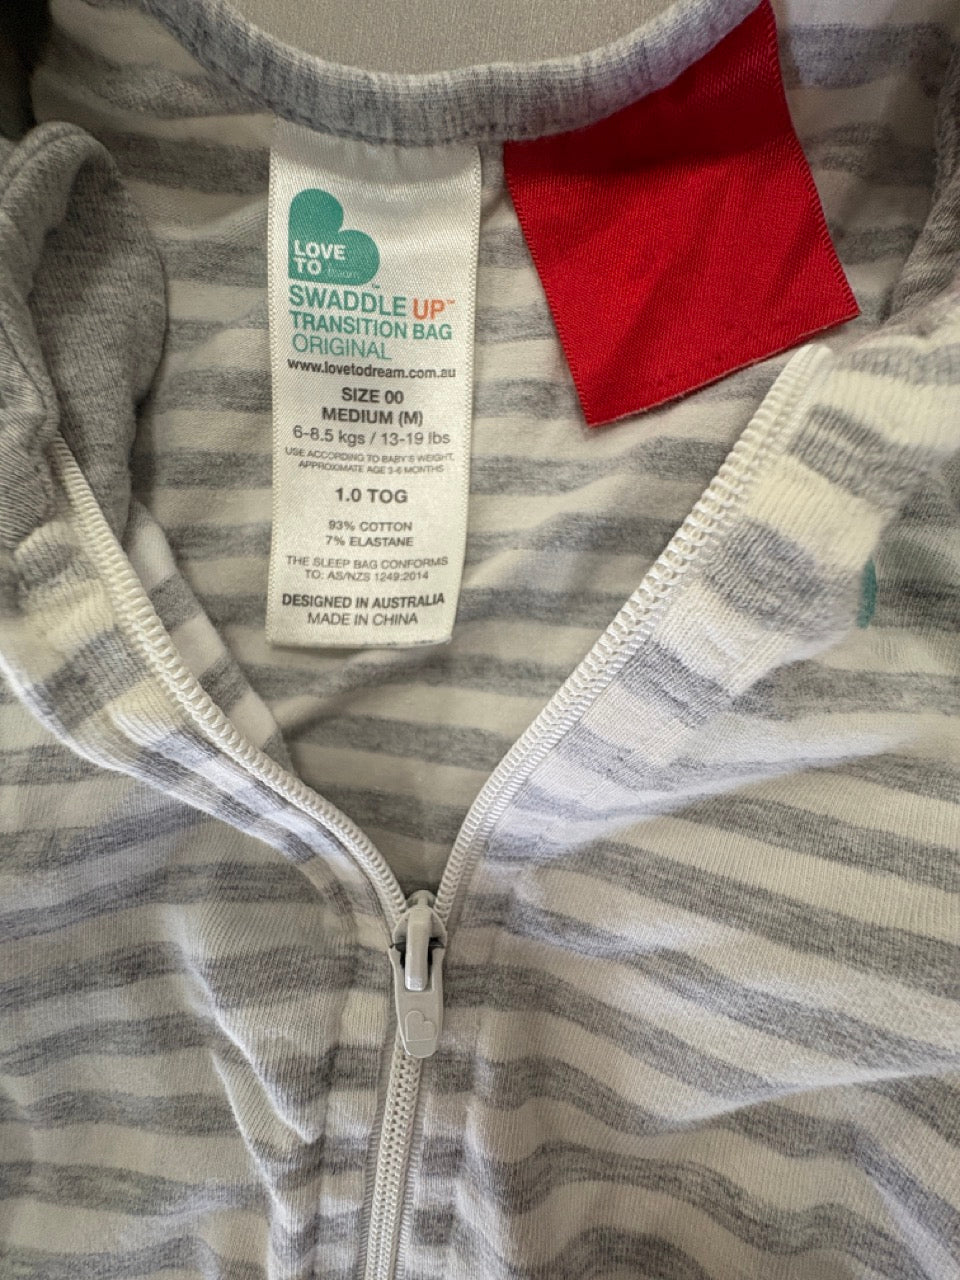 LOVE
TO dream™
SWADDLE UP™
TRANSITION BAG
ORIGINAL
www.lovetodream.com.au
SIZE 00
MEDIUM (M)
6-8.5 kgs / 13-19 lbs
USE ACCORDING TO BABY'S WEIGHT,
APPROXIMATE AGE 3-6 MONTHS
1.0 TOG
93% COTTON
7% ELASTANE
THE SLEEP BAG CONFORMS
TO: AS/NZS 1249:2014
DESIGNED IN AUSTRALIA
MADE IN CHINA